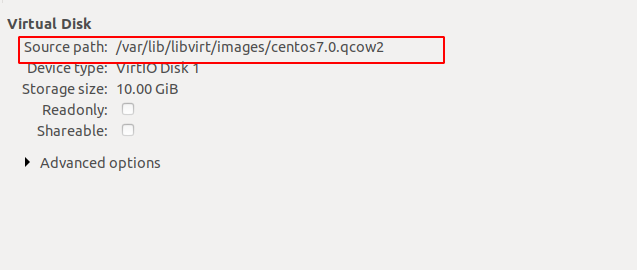 Virtual Disk
Source path: /var/lib/libvirt/images/centos7.0.qcow2
Device type: VirtIO Disk 1
Storage size: 10.00 GiB
Readonly:
Shareable:
Advanced options